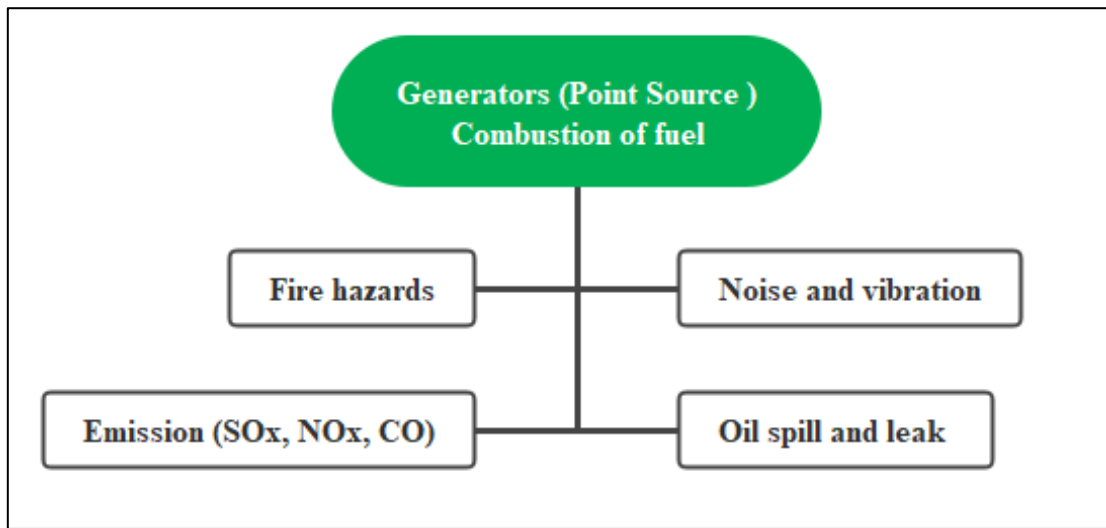 Generators (Point Source )
Combustion of fuel
Fire hazards
Noise and vibration
Emission (SOx, NOx, CO)
Oil spill and leak